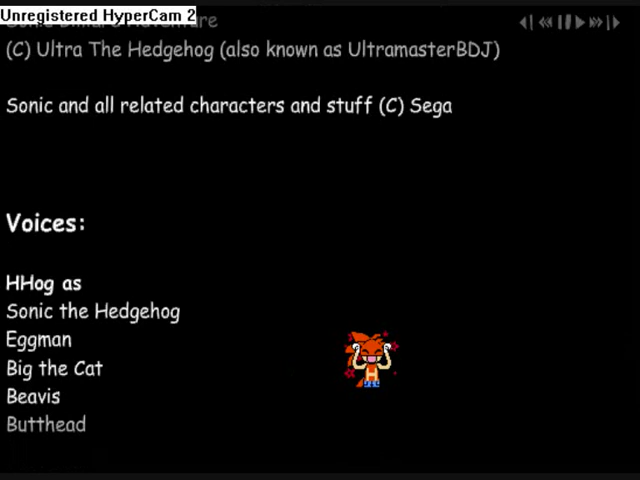 Unregistered HyperCam 2
(C) Ultra The Hedgehog (also known as UltramasterBDJ)
Sonic and all related characters and stuff (C) Sega
Voices:
HHog as
Sonic the Hedgehog
Eggman
Big the Cat
Beavis
Butthead